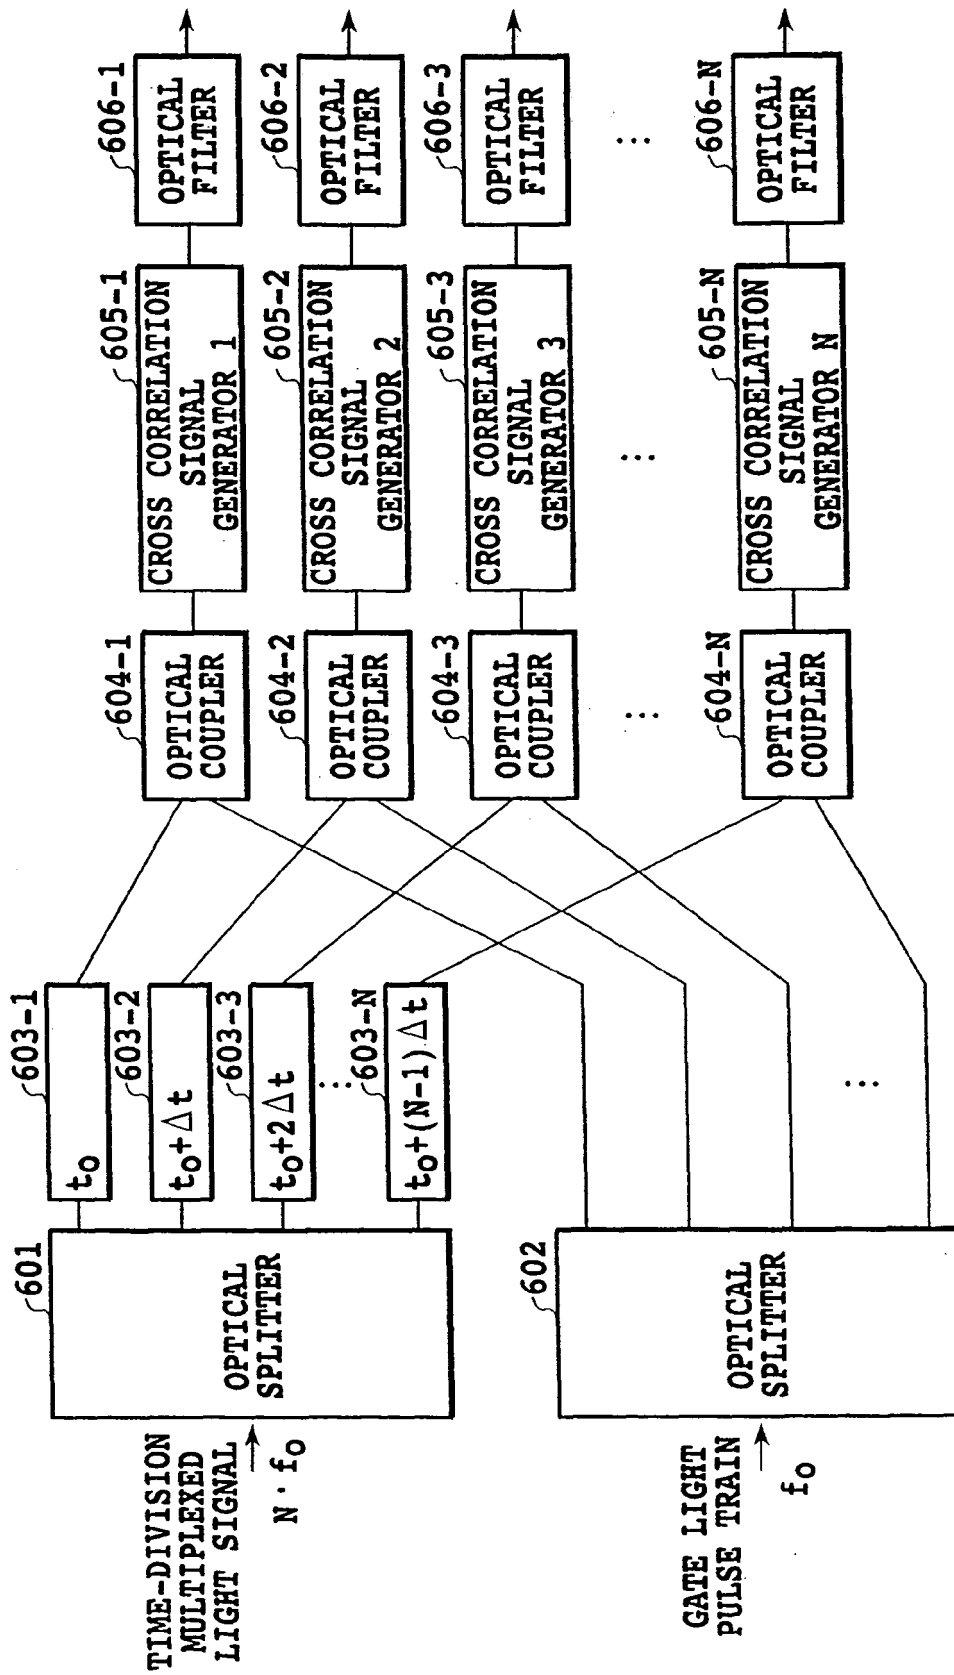 TIME-DIVISION
MULTIPLEXED
LIGHT SIGNAL
N·f₀
601
OPTICAL
SPLITTER
603-1
t₀
603-2
t₀+Δt
603-3
t₀+2Δt
...
603-N
t₀+(N-1)Δt
GATE LIGHT
PULSE TRAIN
f₀
602
OPTICAL
SPLITTER
...
604-1
OPTICAL
COUPLER
604-2
OPTICAL
COUPLER
604-3
OPTICAL
COUPLER
...
604-N
OPTICAL
COUPLER
605-1
CROSS CORRELATION
SIGNAL
GENERATOR 1
605-2
CROSS CORRELATION
SIGNAL
GENERATOR 2
605-3
CROSS CORRELATION
SIGNAL
GENERATOR 3
...
605-N
CROSS CORRELATION
SIGNAL
GENERATOR N
606-1
OPTICAL
FILTER
606-2
OPTICAL
FILTER
606-3
OPTICAL
FILTER
...
606-N
OPTICAL
FILTER